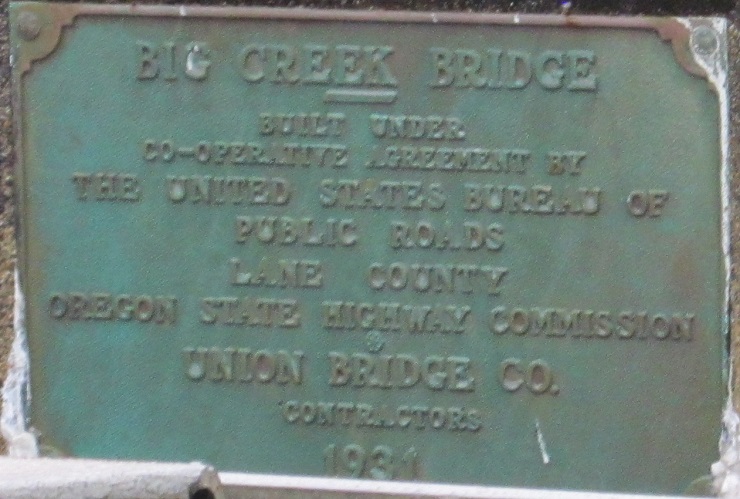 BIG CREEK BRIDGE
BUILT UNDER
CO-OPERATIVE AGREEMENT BY
THE UNITED STATES BUREAU OF
PUBLIC ROADS
LANE COUNTY
OREGON STATE HIGHWAY COMMISSION
UNION BRIDGE CO.
CONTRACTORS
1931